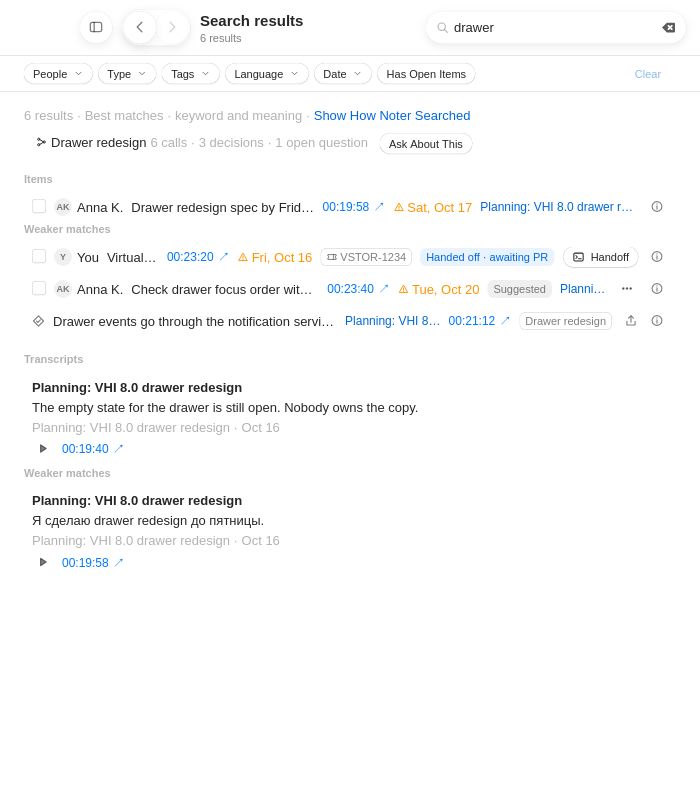 Search results
6 results
drawer
People
Type
Tags
Language
Date
Has Open Items
Clear
6 results · Best matches · keyword and meaning · Show How Noter Searched
Drawer redesign 6 calls · 3 decisions · 1 open question Ask About This
Items
AK Anna K. Drawer redesign spec by Frid… 00:19:58 ↗ Sat, Oct 17 Planning: VHI 8.0 drawer r…
Weaker matches
Y You Virtual… 00:23:20 ↗ Fri, Oct 16 VSTOR-1234 Handed off · awaiting PR Handoff
AK Anna K. Check drawer focus order wit… 00:23:40 ↗ Tue, Oct 20 Suggested Planni… •••
Drawer events go through the notification servi… Planning: VHI 8… 00:21:12 ↗ Drawer redesign
Transcripts
Planning: VHI 8.0 drawer redesign
The empty state for the drawer is still open. Nobody owns the copy.
Planning: VHI 8.0 drawer redesign · Oct 16
00:19:40 ↗
Weaker matches
Planning: VHI 8.0 drawer redesign
Я сделаю drawer redesign до пятницы.
Planning: VHI 8.0 drawer redesign · Oct 16
00:19:58 ↗